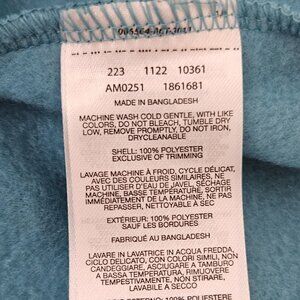 223 1122 10361
AM0251 1861681
MADE IN BANGLADESH
MACHINE WASH COLD GENTLE, WITH LIKE
COLORS, DO NOT BLEACH, TUMBLE DRY
LOW, REMOVE PROMPTLY, DO NOT IRON,
DRYCLEANABLE
SHELL: 100% POLYESTER
EXCLUSIVE OF TRIMMING
LAVAGE MACHINE À FROID, CYCLE DÉLICAT,
AVEC DES COULEURS SIMILAIRES, NE
PAS UTILISER D'EAU DE JAVEL, SÉCHAGE
MACHINE, BASSE TEMPÉRATURE, SORTIR
IMMÉDIATEMENT DE LA MACHINE, NE PAS
REPASSER, NETTOYABLE À SEC
EXTÉRIEUR: 100% POLYESTER
SAUF LES BORDURES
FABRIQUÉ AU BANGLADESH
LAVARE IN LAVATRICE IN ACQUA FREDDA,
CICLO DELICATO, CON COLORI SIMILI, NON
CANDEGGIARE, ASCIUGARE A TAMBURO
A BASSA TEMPERATURA, RIMUOVERE
TEMPESTIVAMENTE, NON STIRARE,
LAVABILE A SECCO
ESTERNO: 100% POLIESTERE